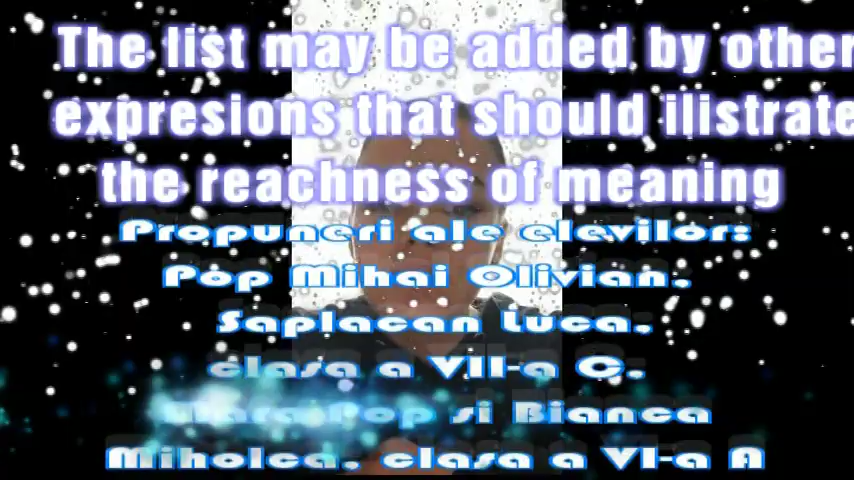 The list may be added by other
expresions that should ilistrate
the reachness of meaning
Propuneri ale elevilor:
Pop Mihai Olivian,
Saplacan Luca,
clasa a VII-a C,
Pop si Bianca
Miholca, clasa a VI-a A